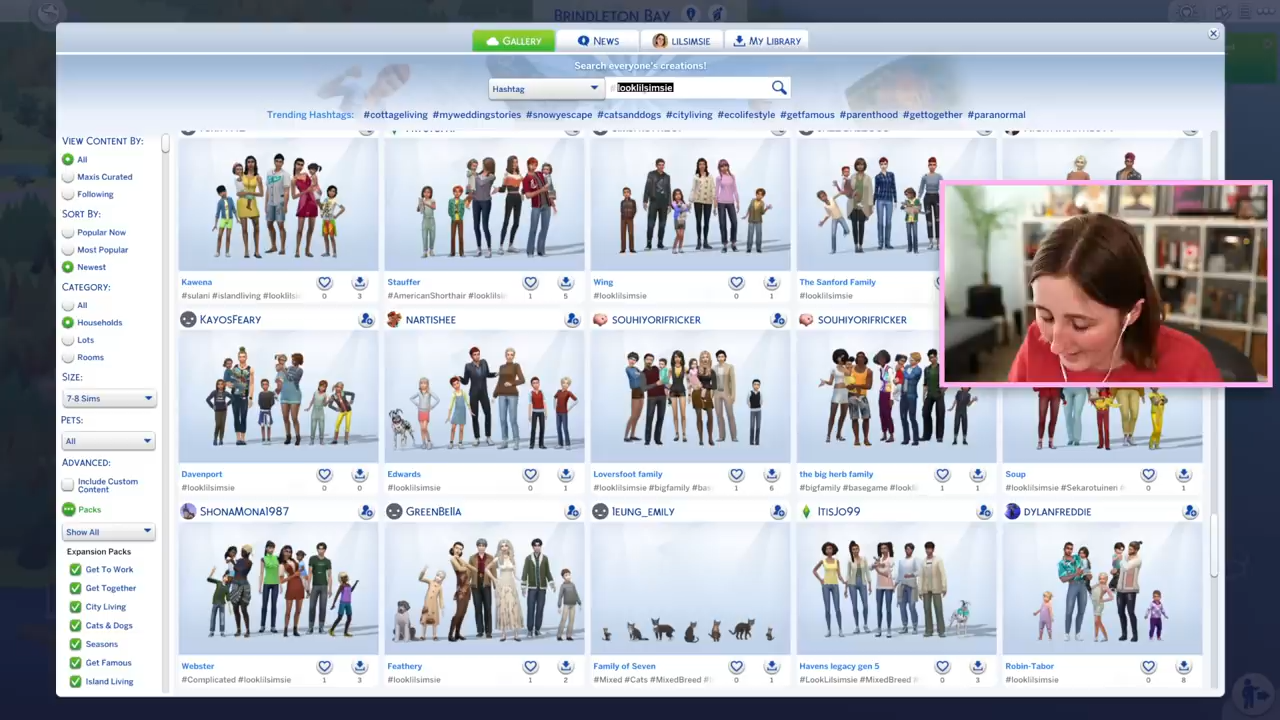 BRINDLETON BAY
GALLERY
NEWS
LILSIMSIE
MY LIBRARY
Search everyone's creations!
Hashtag
#looklilsimsie
Trending Hashtags: #cottageliving #myweddingstories #snowyescape #catsanddogs #cityliving #ecolifestyle #getfamous #parenthood #gettogether #paranormal
VIEW CONTENT BY:
All
Maxis Curated
Following
SORT BY:
Popular Now
Most Popular
Newest
CATEGORY:
All
Households
Lots
Rooms
SIZE:
7-8 Sims
PETS:
All
ADVANCED:
Include Custom
Content
Packs
Show All
Expansion Packs
Get To Work
Get Together
City Living
Cats & Dogs
Seasons
Get Famous
Island Living
Kawena
0 3
#sulani #islandliving #looklils
Stauffer
1 5
#AmericanShorthair #looklilsi
Wing
0 1
#looklilsimsie
The Sanford Family
#looklilsimsie
KAYOSFEARY
NARTISHEE
SOUHIYORIFRICKER
SOUHIYORIFRICKER
Davenport
0 0
#looklilsimsie
Edwards
0 1
#looklilsimsie
Loversfoot family
1 6
#looklilsimsie #bigfamily #bas
the big herb family
1 1
#bigfamily #basegame #lookli
Soup
0 1
#looklilsimsie #Sekarotuinen #
SHONAMONA1987
GREENBELLA
1EUNG_EMILY
ITISJO99
DYLANFREDDIE
Webster
1 3
#Complicated #looklilsimsie
Feathery
1 2
#looklilsimsie
Family of Seven
0 1
#Mixed #Cats #MixedBreed #l
Havens legacy gen 5
0 3
#LookLilsimsie #MixedBreed #
Robin-Tabor
0 8
#looklilsimsie